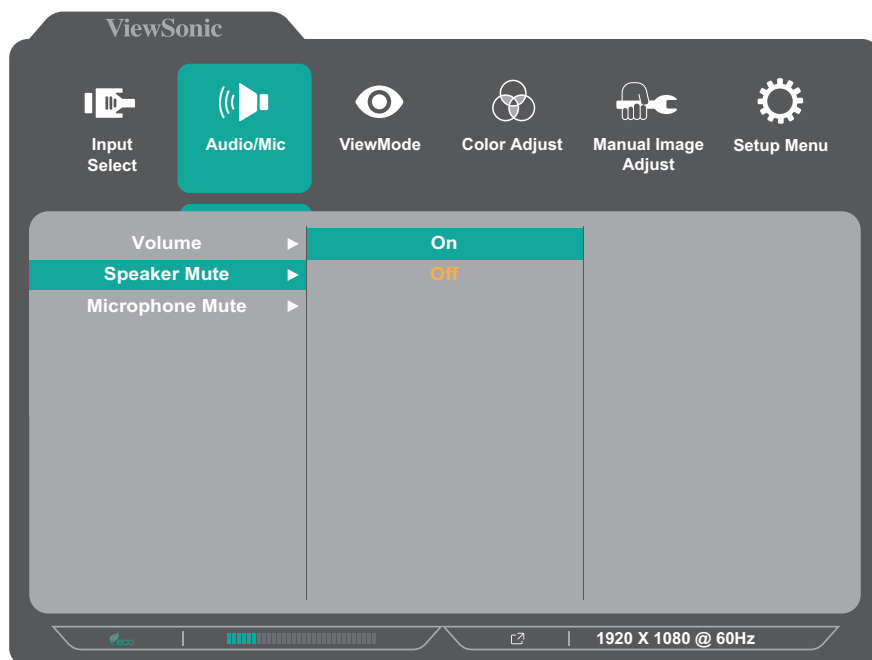 ViewSonic
Input
Select
Audio/Mic
ViewMode
Color Adjust
Manual Image
Adjust
Setup Menu
Volume
On
Speaker Mute
Off
Microphone Mute
eco
1920 X 1080 @ 60Hz